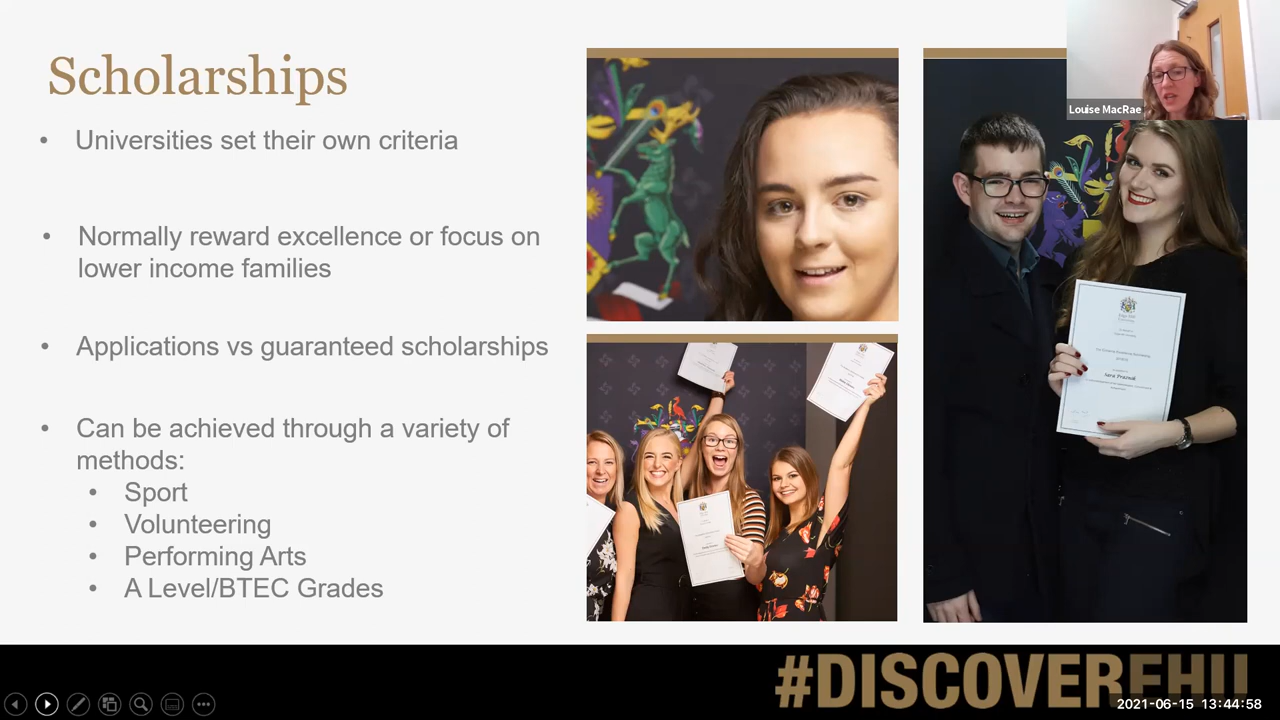 Scholarships
• Universities set their own criteria
• Normally reward excellence or focus on
lower income families
• Applications vs guaranteed scholarships
• Can be achieved through a variety of
methods:
• Sport
• Volunteering
• Performing Arts
• A Level/BTEC Grades
Louise MacRae
#DISCOVEREHU
2021-06-15 13:44:58